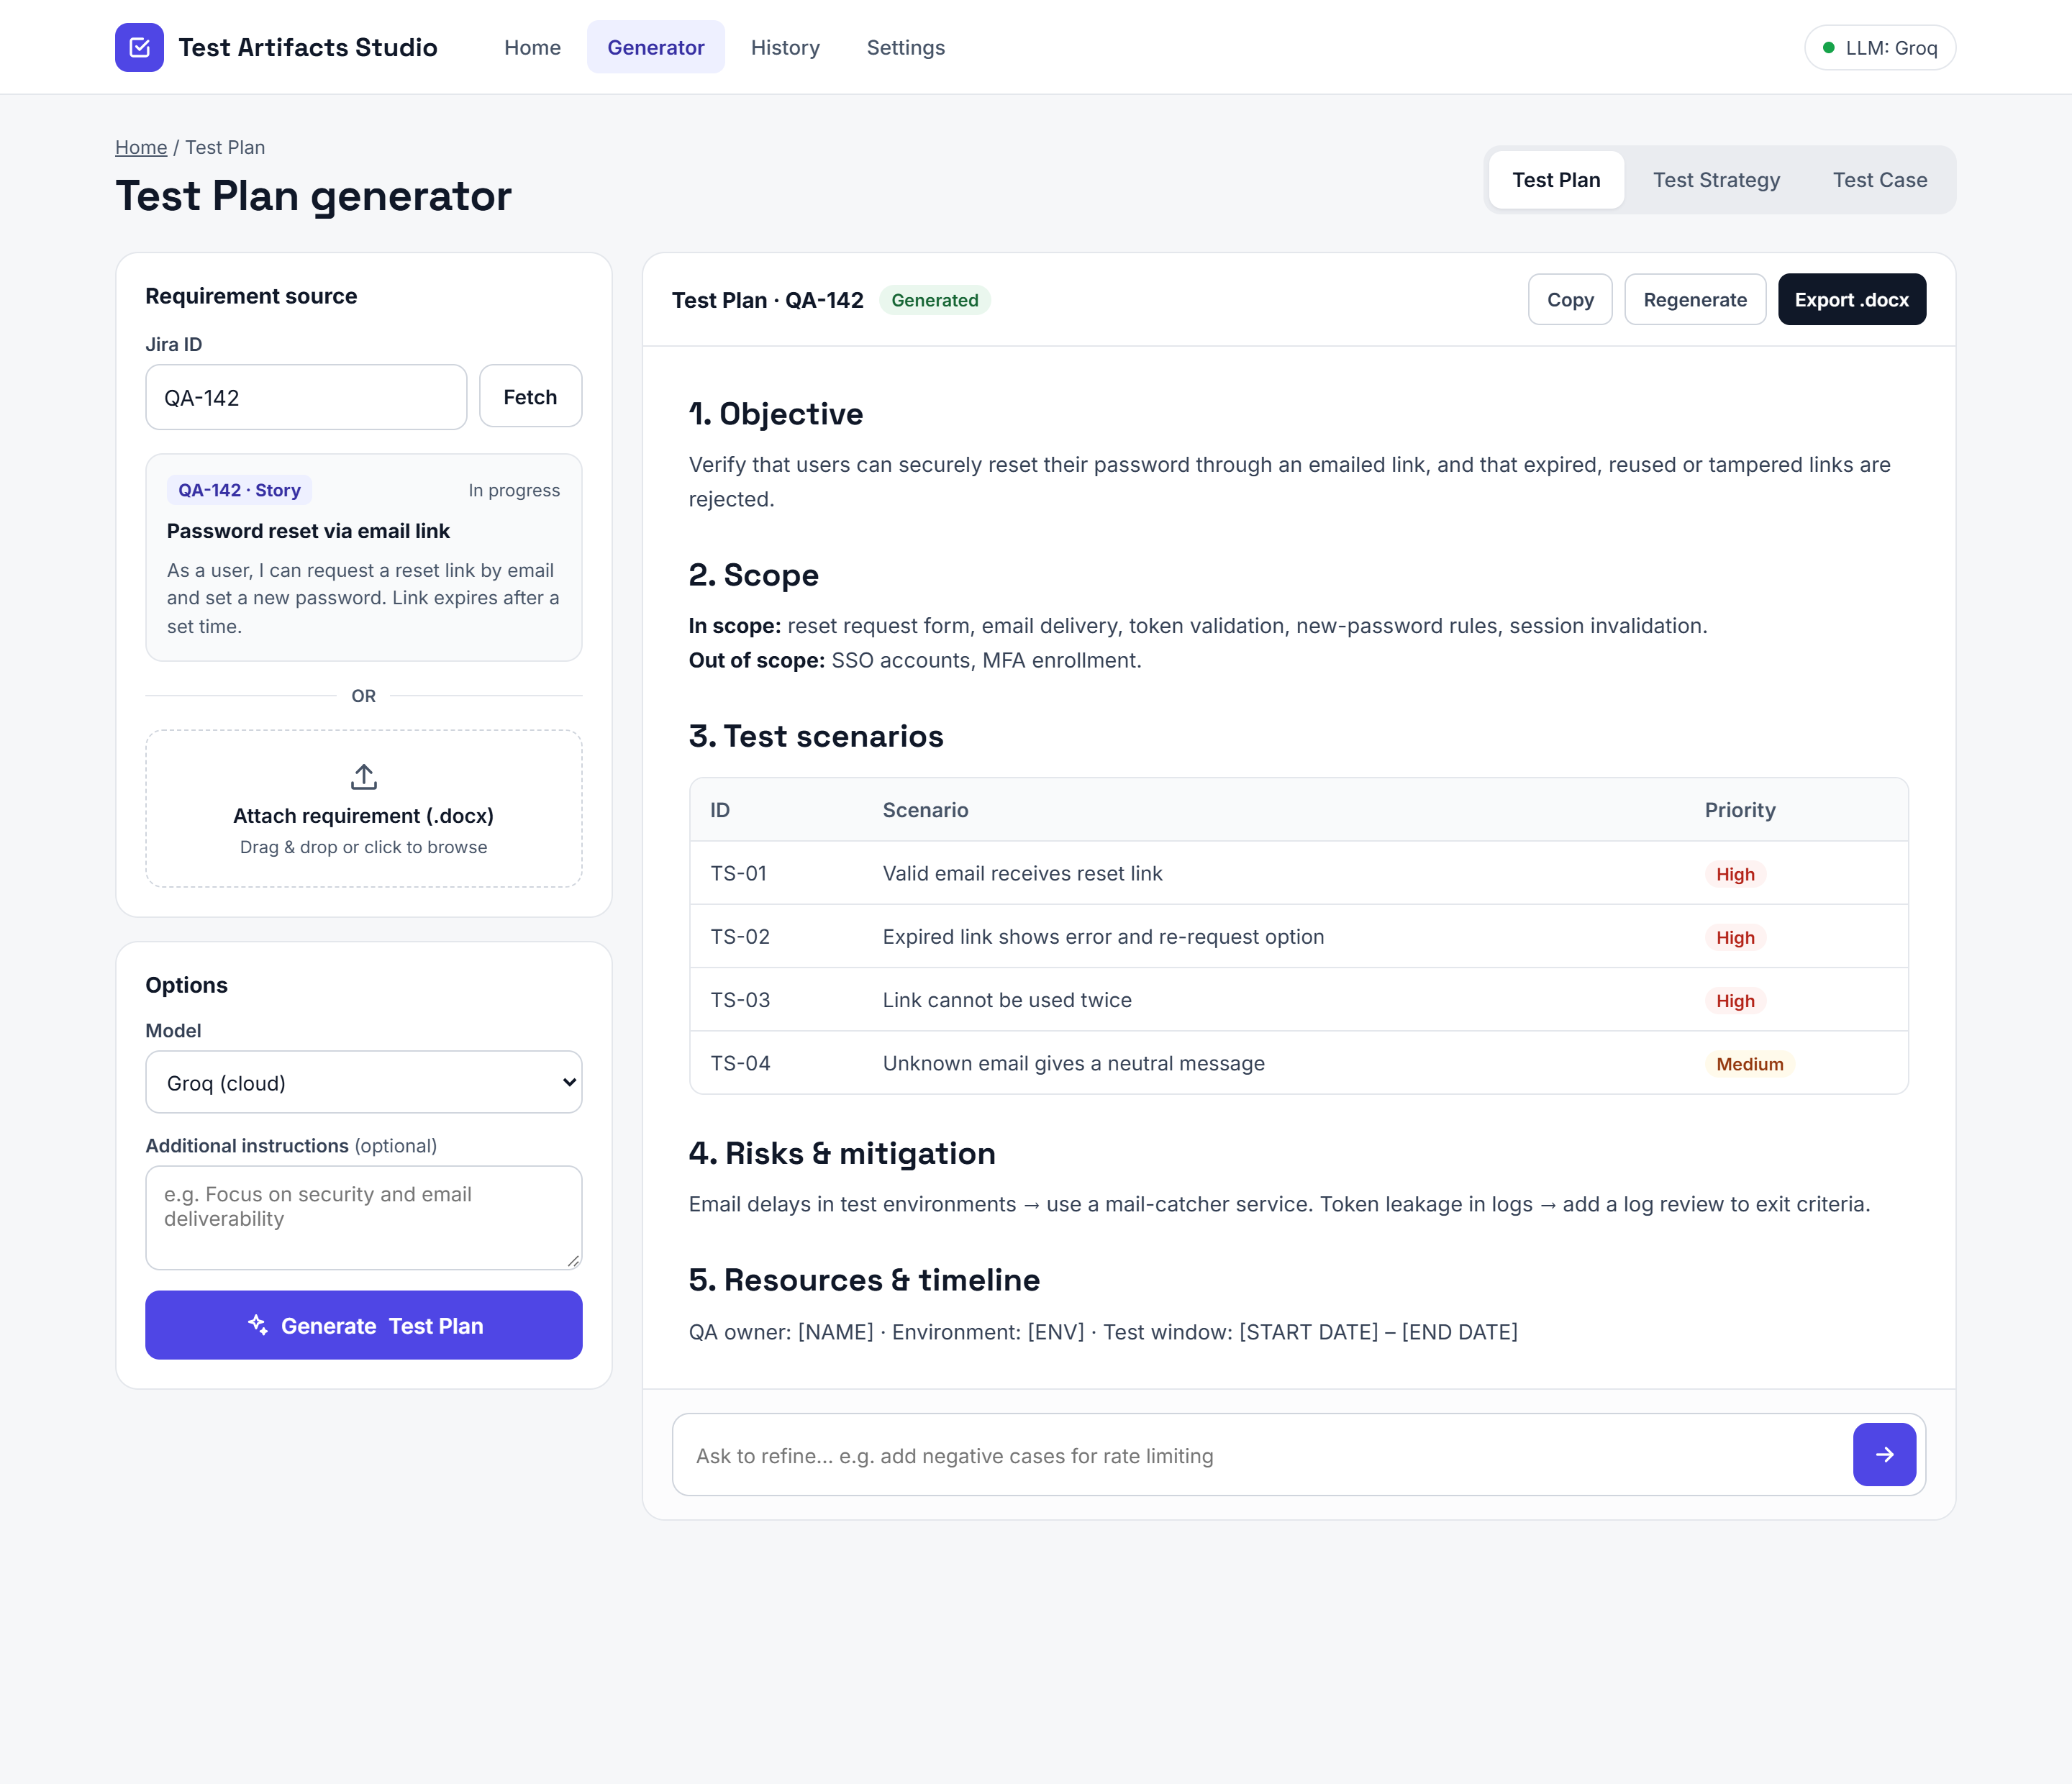 Test Artifacts Studio
Home
Generator
History
Settings
LLM: Groq
Home / Test Plan
Test Plan generator
Test Plan
Test Strategy
Test Case
Requirement source
Jira ID
QA-142
Fetch
QA-142 · Story
In progress
Password reset via email link
As a user, I can request a reset link by email
and set a new password. Link expires after a
set time.
OR
Attach requirement (.docx)
Drag & drop or click to browse
Options
Model
Groq (cloud)
Additional instructions (optional)
e.g. Focus on security and email
deliverability
Generate Test Plan
Test Plan · QA-142
Generated
Copy
Regenerate
Export .docx
1. Objective
Verify that users can securely reset their password through an emailed link, and that expired, reused or tampered links are
rejected.
2. Scope
In scope: reset request form, email delivery, token validation, new-password rules, session invalidation.
Out of scope: SSO accounts, MFA enrollment.
3. Test scenarios
ID Scenario Priority
TS-01 Valid email receives reset link High
TS-02 Expired link shows error and re-request option High
TS-03 Link cannot be used twice High
TS-04 Unknown email gives a neutral message Medium
4. Risks & mitigation
Email delays in test environments → use a mail-catcher service. Token leakage in logs → add a log review to exit criteria.
5. Resources & timeline
QA owner: [NAME] · Environment: [ENV] · Test window: [START DATE] – [END DATE]
Ask to refine... e.g. add negative cases for rate limiting